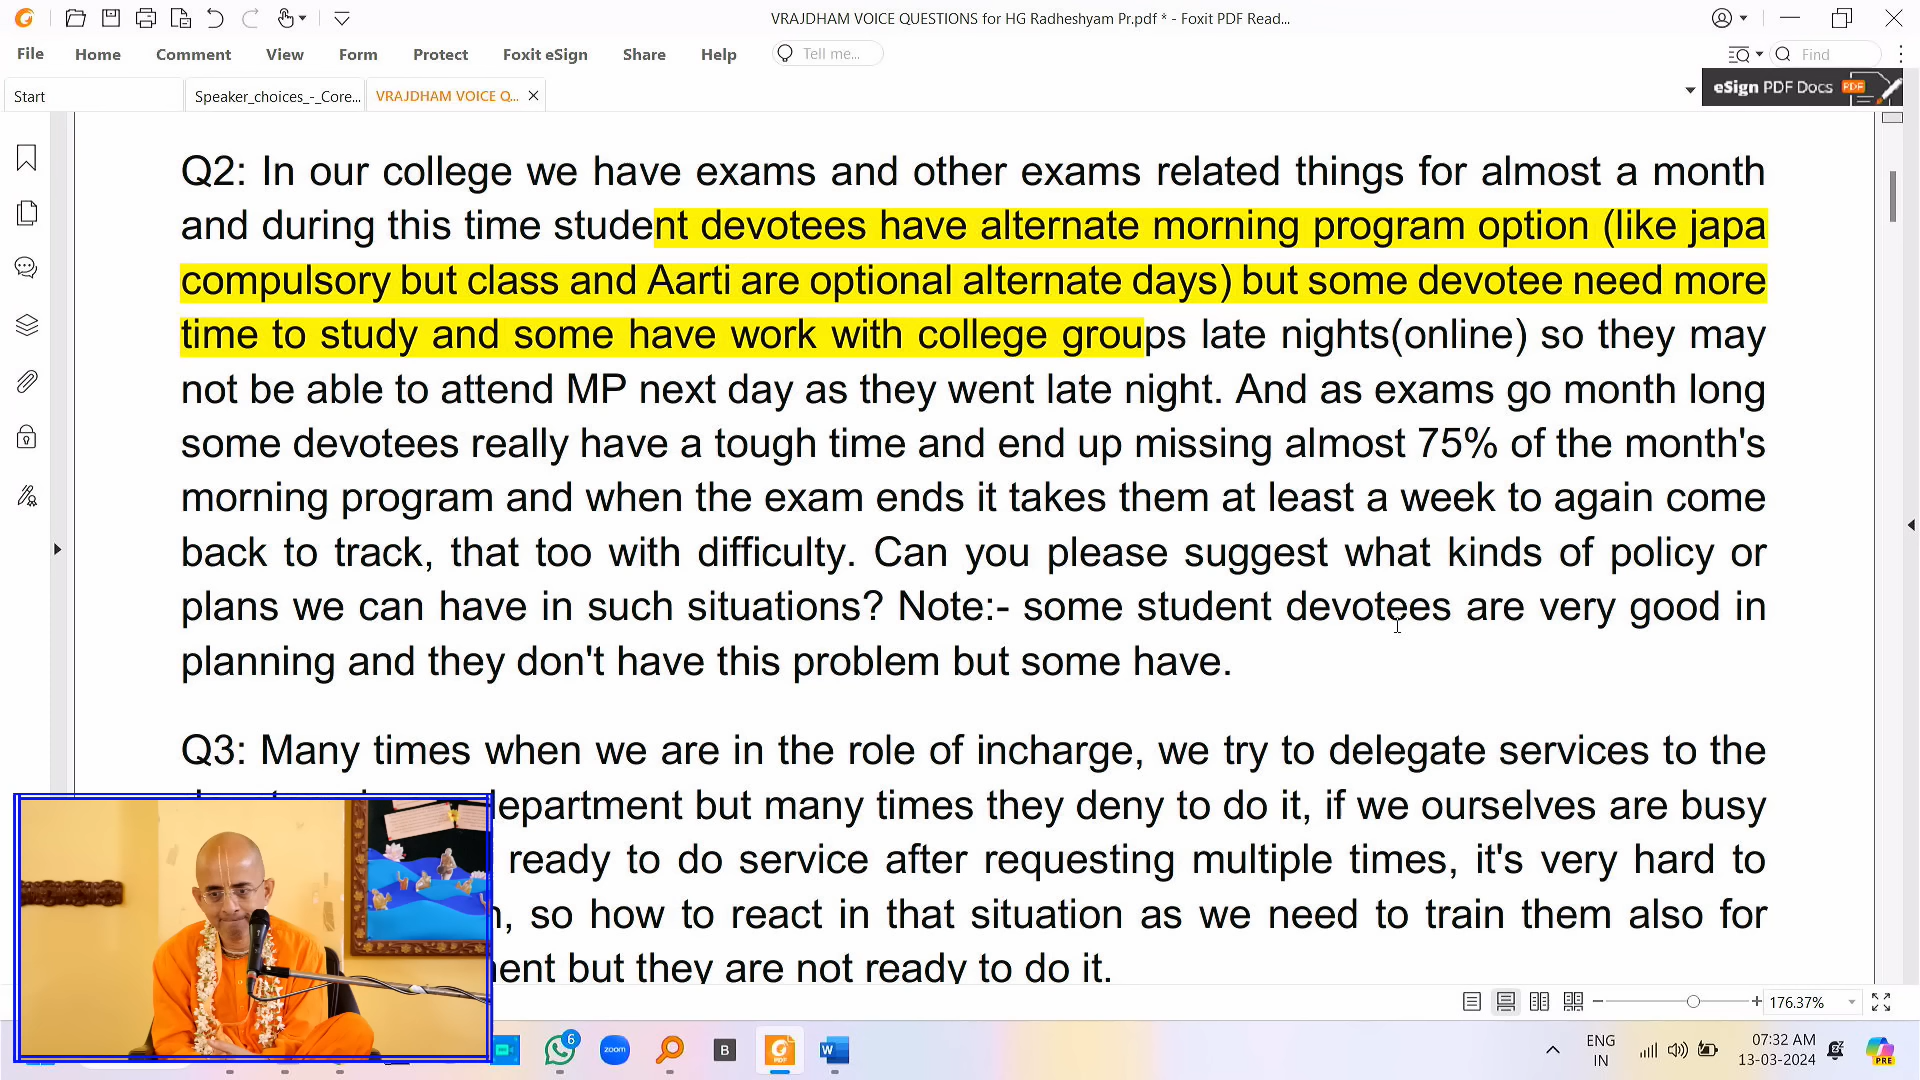 VRAJDHAM VOICE QUESTIONS for HG Radheshyam Pr.pdf * - Foxit PDF Read...
File Home Comment View Form Protect Foxit eSign Share Help Tell me... Find
Start Speaker_choices_-_Core... VRAJDHAM VOICE Q... eSign PDF Docs PDF
Q2: In our college we have exams and other exams related things for almost a month
and during this time student devotees have alternate morning program option (like japa
compulsory but class and Aarti are optional alternate days) but some devotee need more
time to study and some have work with college groups late nights(online) so they may
not be able to attend MP next day as they went late night. And as exams go month long
some devotees really have a tough time and end up missing almost 75% of the month's
morning program and when the exam ends it takes them at least a week to again come
back to track, that too with difficulty. Can you please suggest what kinds of policy or
plans we can have in such situations? Note:- some student devotees are very good in
planning and they don't have this problem but some have.
Q3: Many times when we are in the role of incharge, we try to delegate services to the
department but many times they deny to do it, if we ourselves are busy
ready to do service after requesting multiple times, it's very hard to
so how to react in that situation as we need to train them also for
but they are not ready to do it.
176.37%
6 zoom B PDF W ENG 07:32 AM
IN 13-03-2024 PRE